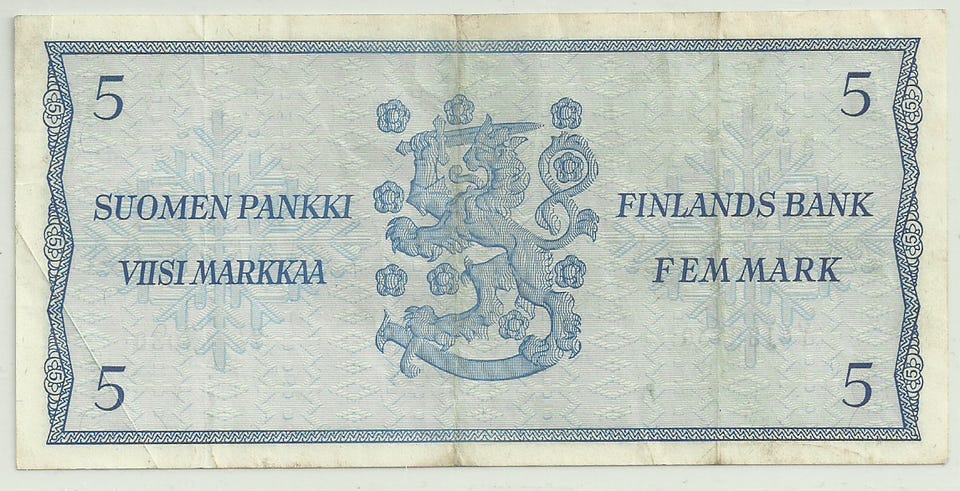 5
5
SUOMEN PANKKI
FINLANDS BANK
VIISI MARKKAA
FEM MARK
5
5